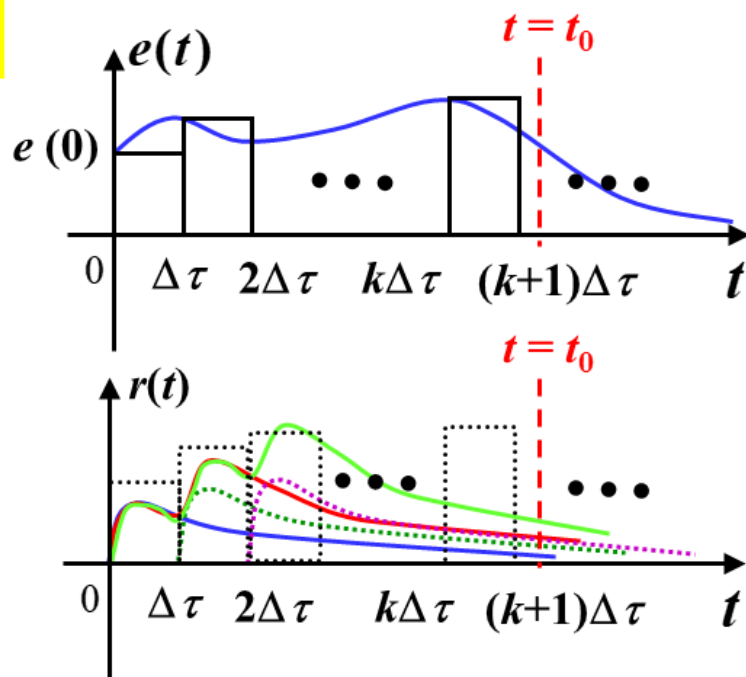 t = t₀
e(t)
e (0)
0 Δτ 2Δτ kΔτ (k+1)Δτ t
t = t₀
r(t)
0 Δτ 2Δτ kΔτ (k+1)Δτ t